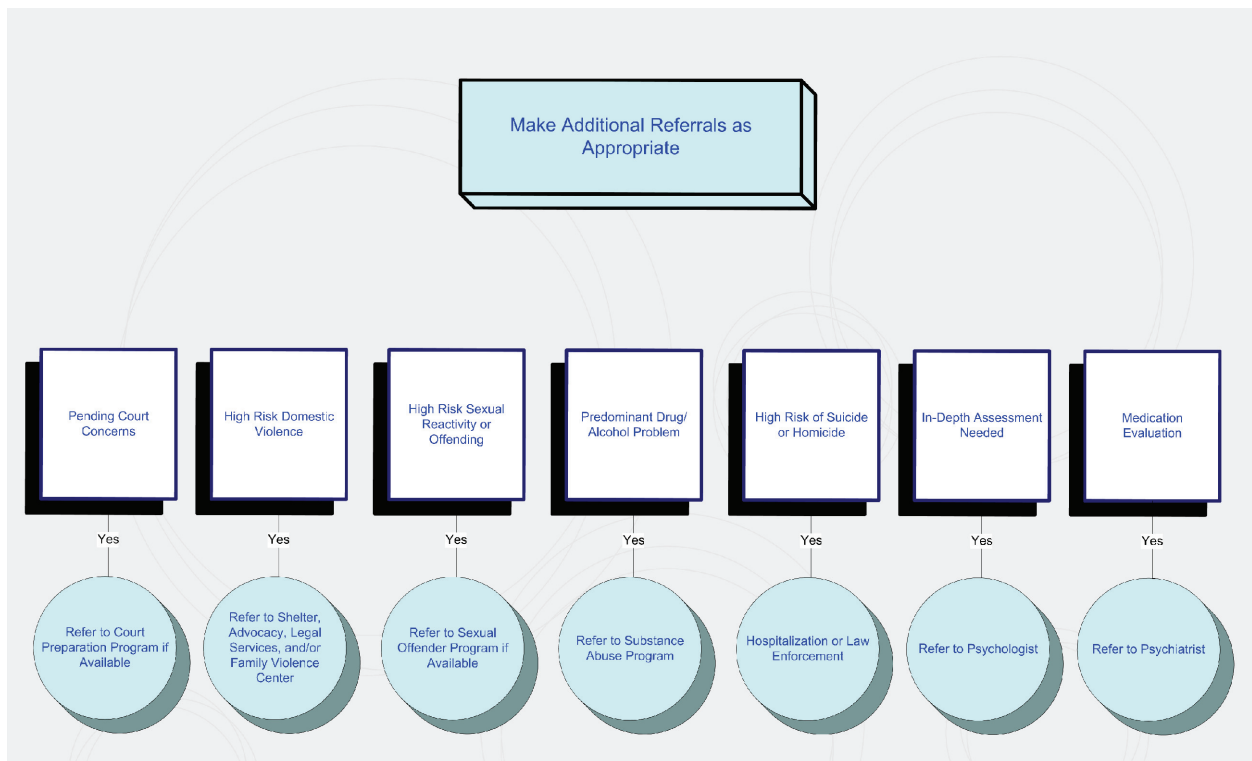 Make Additional Referrals as
Appropriate
Pending Court
Concerns
High Risk Domestic
Violence
High Risk Sexual
Reactivity or
Offending
Predominant Drug/
Alcohol Problem
High Risk of Suicide
or Homicide
In-Depth Assessment
Needed
Medication
Evaluation
Yes
Yes
Yes
Yes
Yes
Yes
Yes
Refer to Court
Preparation Program if
Available
Refer to Shelter,
Advocacy, Legal
Services, and/or
Family Violence
Center
Refer to Sexual
Offender Program if
Available
Refer to Substance
Abuse Program
Hospitalization or Law
Enforcement
Refer to Psychologist
Refer to Psychiatrist